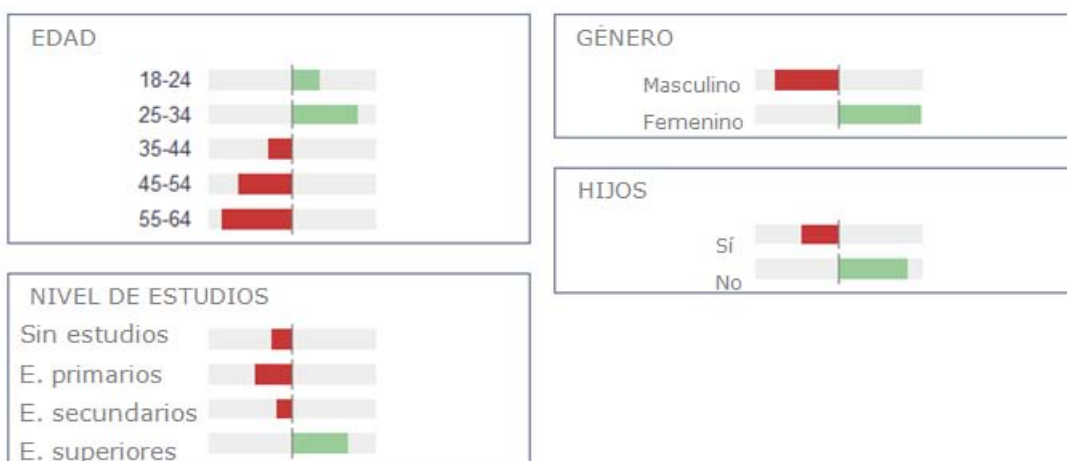 EDAD
18-24
25-34
35-44
45-54
55-64
NIVEL DE ESTUDIOS
Sin estudios
E. primarios
E. secundarios
E. superiores
GÈNERO
Masculino
Femenino
HIJOS
Sí
No